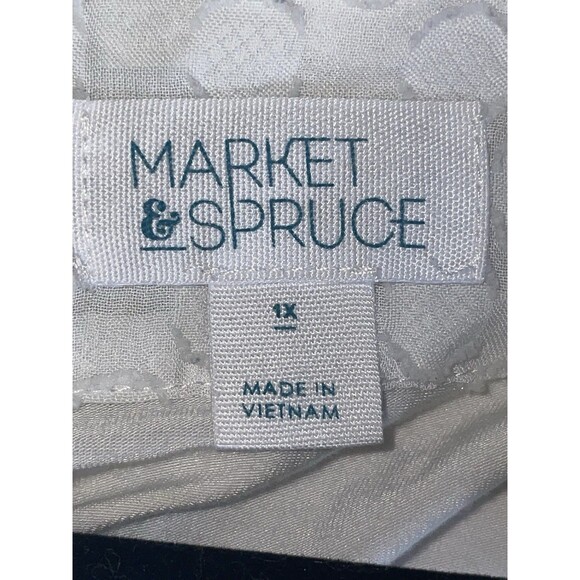 MARKET
&SPRUCE
1X
MADE IN
VIETNAM